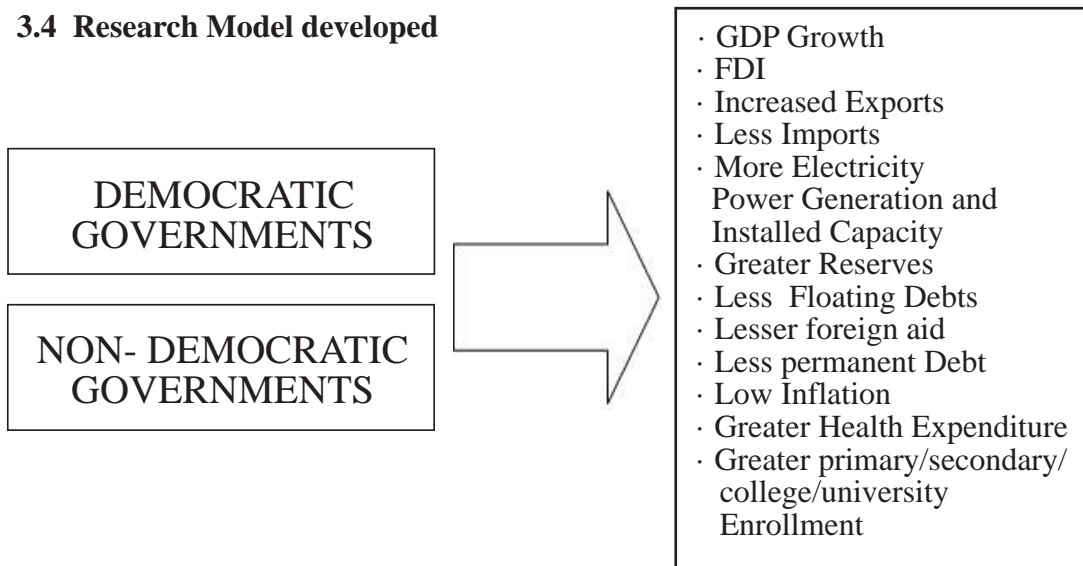 3.4 Research Model developed
DEMOCRATIC
GOVERNMENTS
NON- DEMOCRATIC
GOVERNMENTS
· GDP Growth
· FDI
· Increased Exports
· Less Imports
· More Electricity
Power Generation and
Installed Capacity
· Greater Reserves
· Less Floating Debts
· Lesser foreign aid
· Less permanent Debt
· Low Inflation
· Greater Health Expenditure
· Greater primary/secondary/
college/university
Enrollment